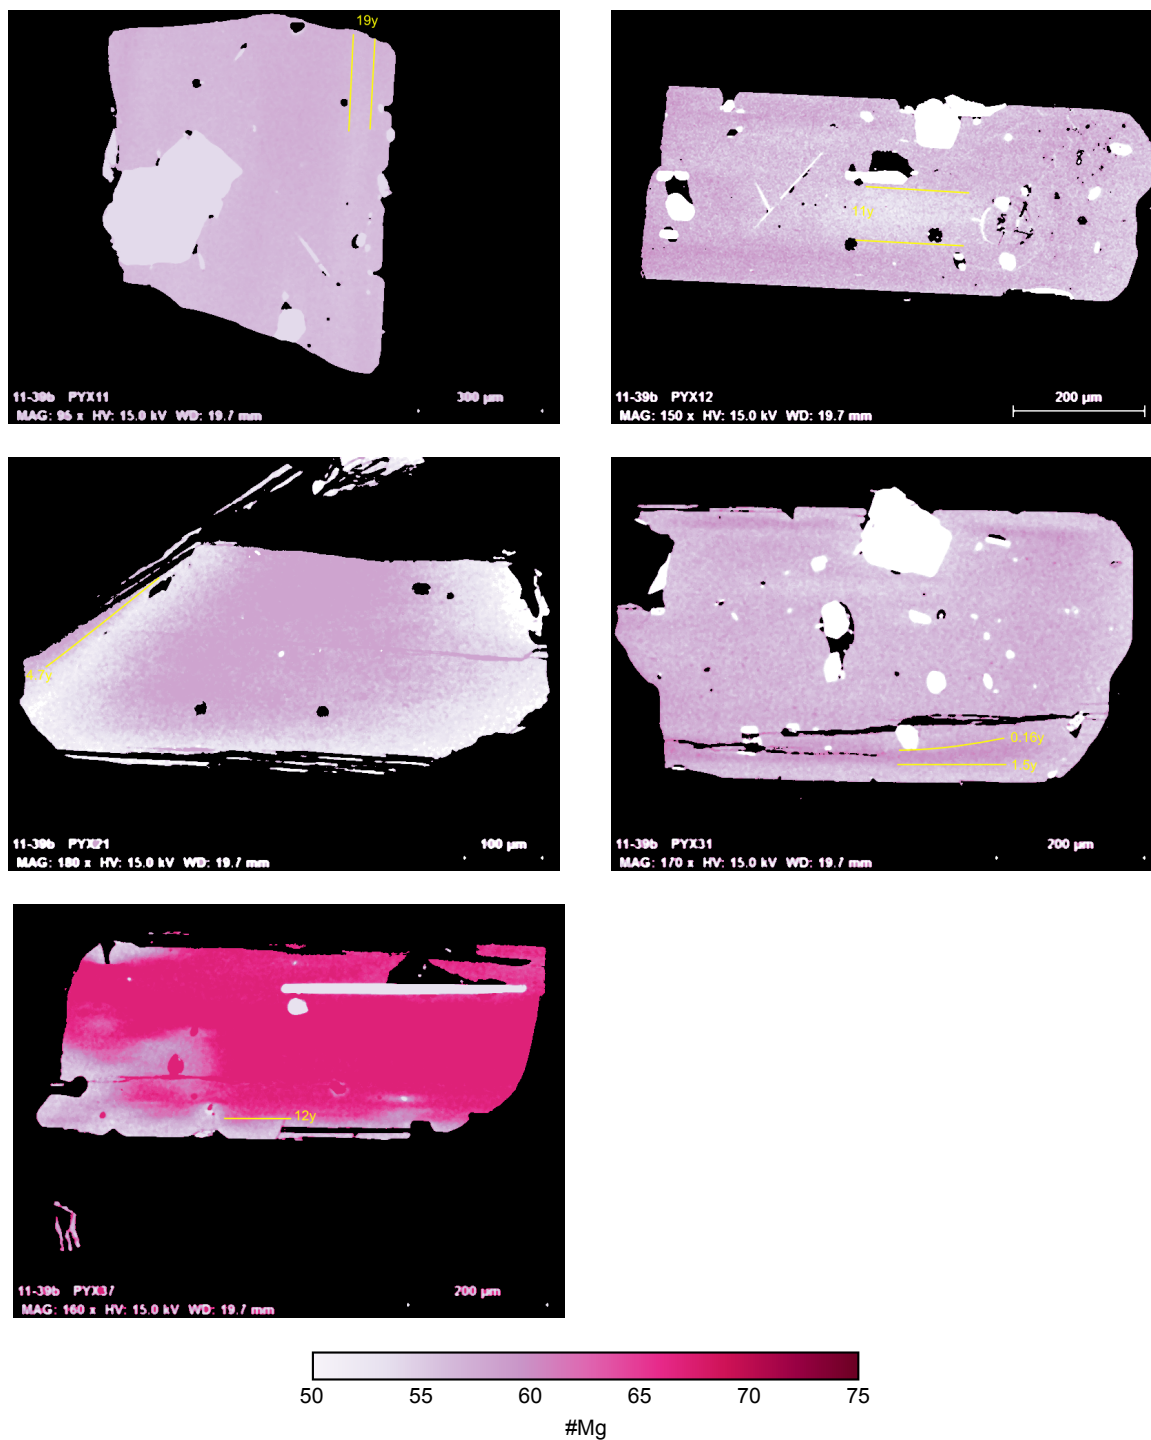 19y
11-39b PYX11 300 µm
MAG: 96 x HV: 15.0 kV WD: 19.7 mm
11y
11-39b PYX12 200 µm
MAG: 150 x HV: 15.0 kV WD: 19.7 mm
4.7y
11-39b PYX21 100 µm
MAG: 180 x HV: 15.0 kV WD: 19.7 mm
0.16y
1.5y
11-39b PYX31 200 µm
MAG: 170 x HV: 15.0 kV WD: 19.7 mm
12y
11-39b PYX37 200 µm
MAG: 160 x HV: 15.0 kV WD: 19.7 mm
50 55 60 65 70 75
#Mg